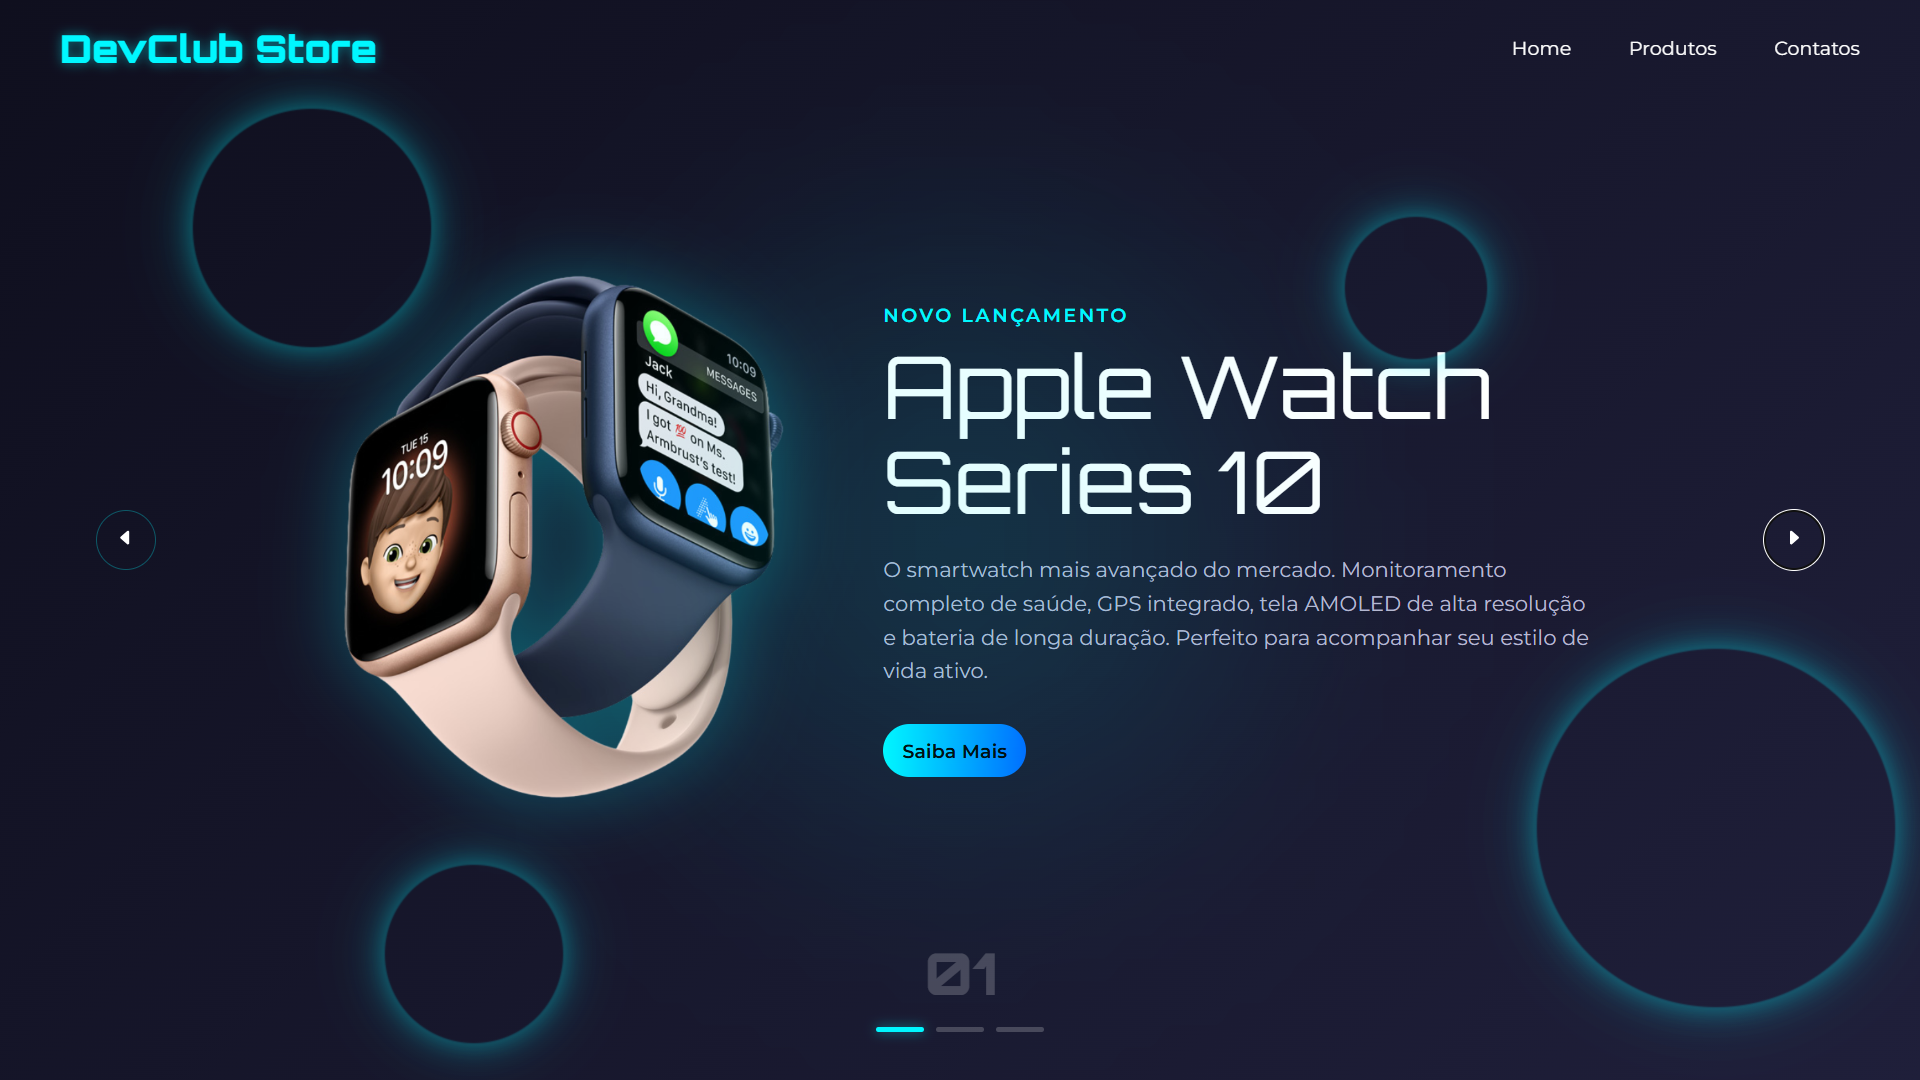 DevClub Store
Home
Produtos
Contatos
TUE 15
10:09
10:09
MESSAGES
Jack
Hi, Grandma!
I got 💯 on Ms.
Armbrust's test!
NOVO LANÇAMENTO
Apple Watch
Series 10
O smartwatch mais avançado do mercado. Monitoramento
completo de saúde, GPS integrado, tela AMOLED de alta resolução
e bateria de longa duração. Perfeito para acompanhar seu estilo de
vida ativo.
Saiba Mais
01